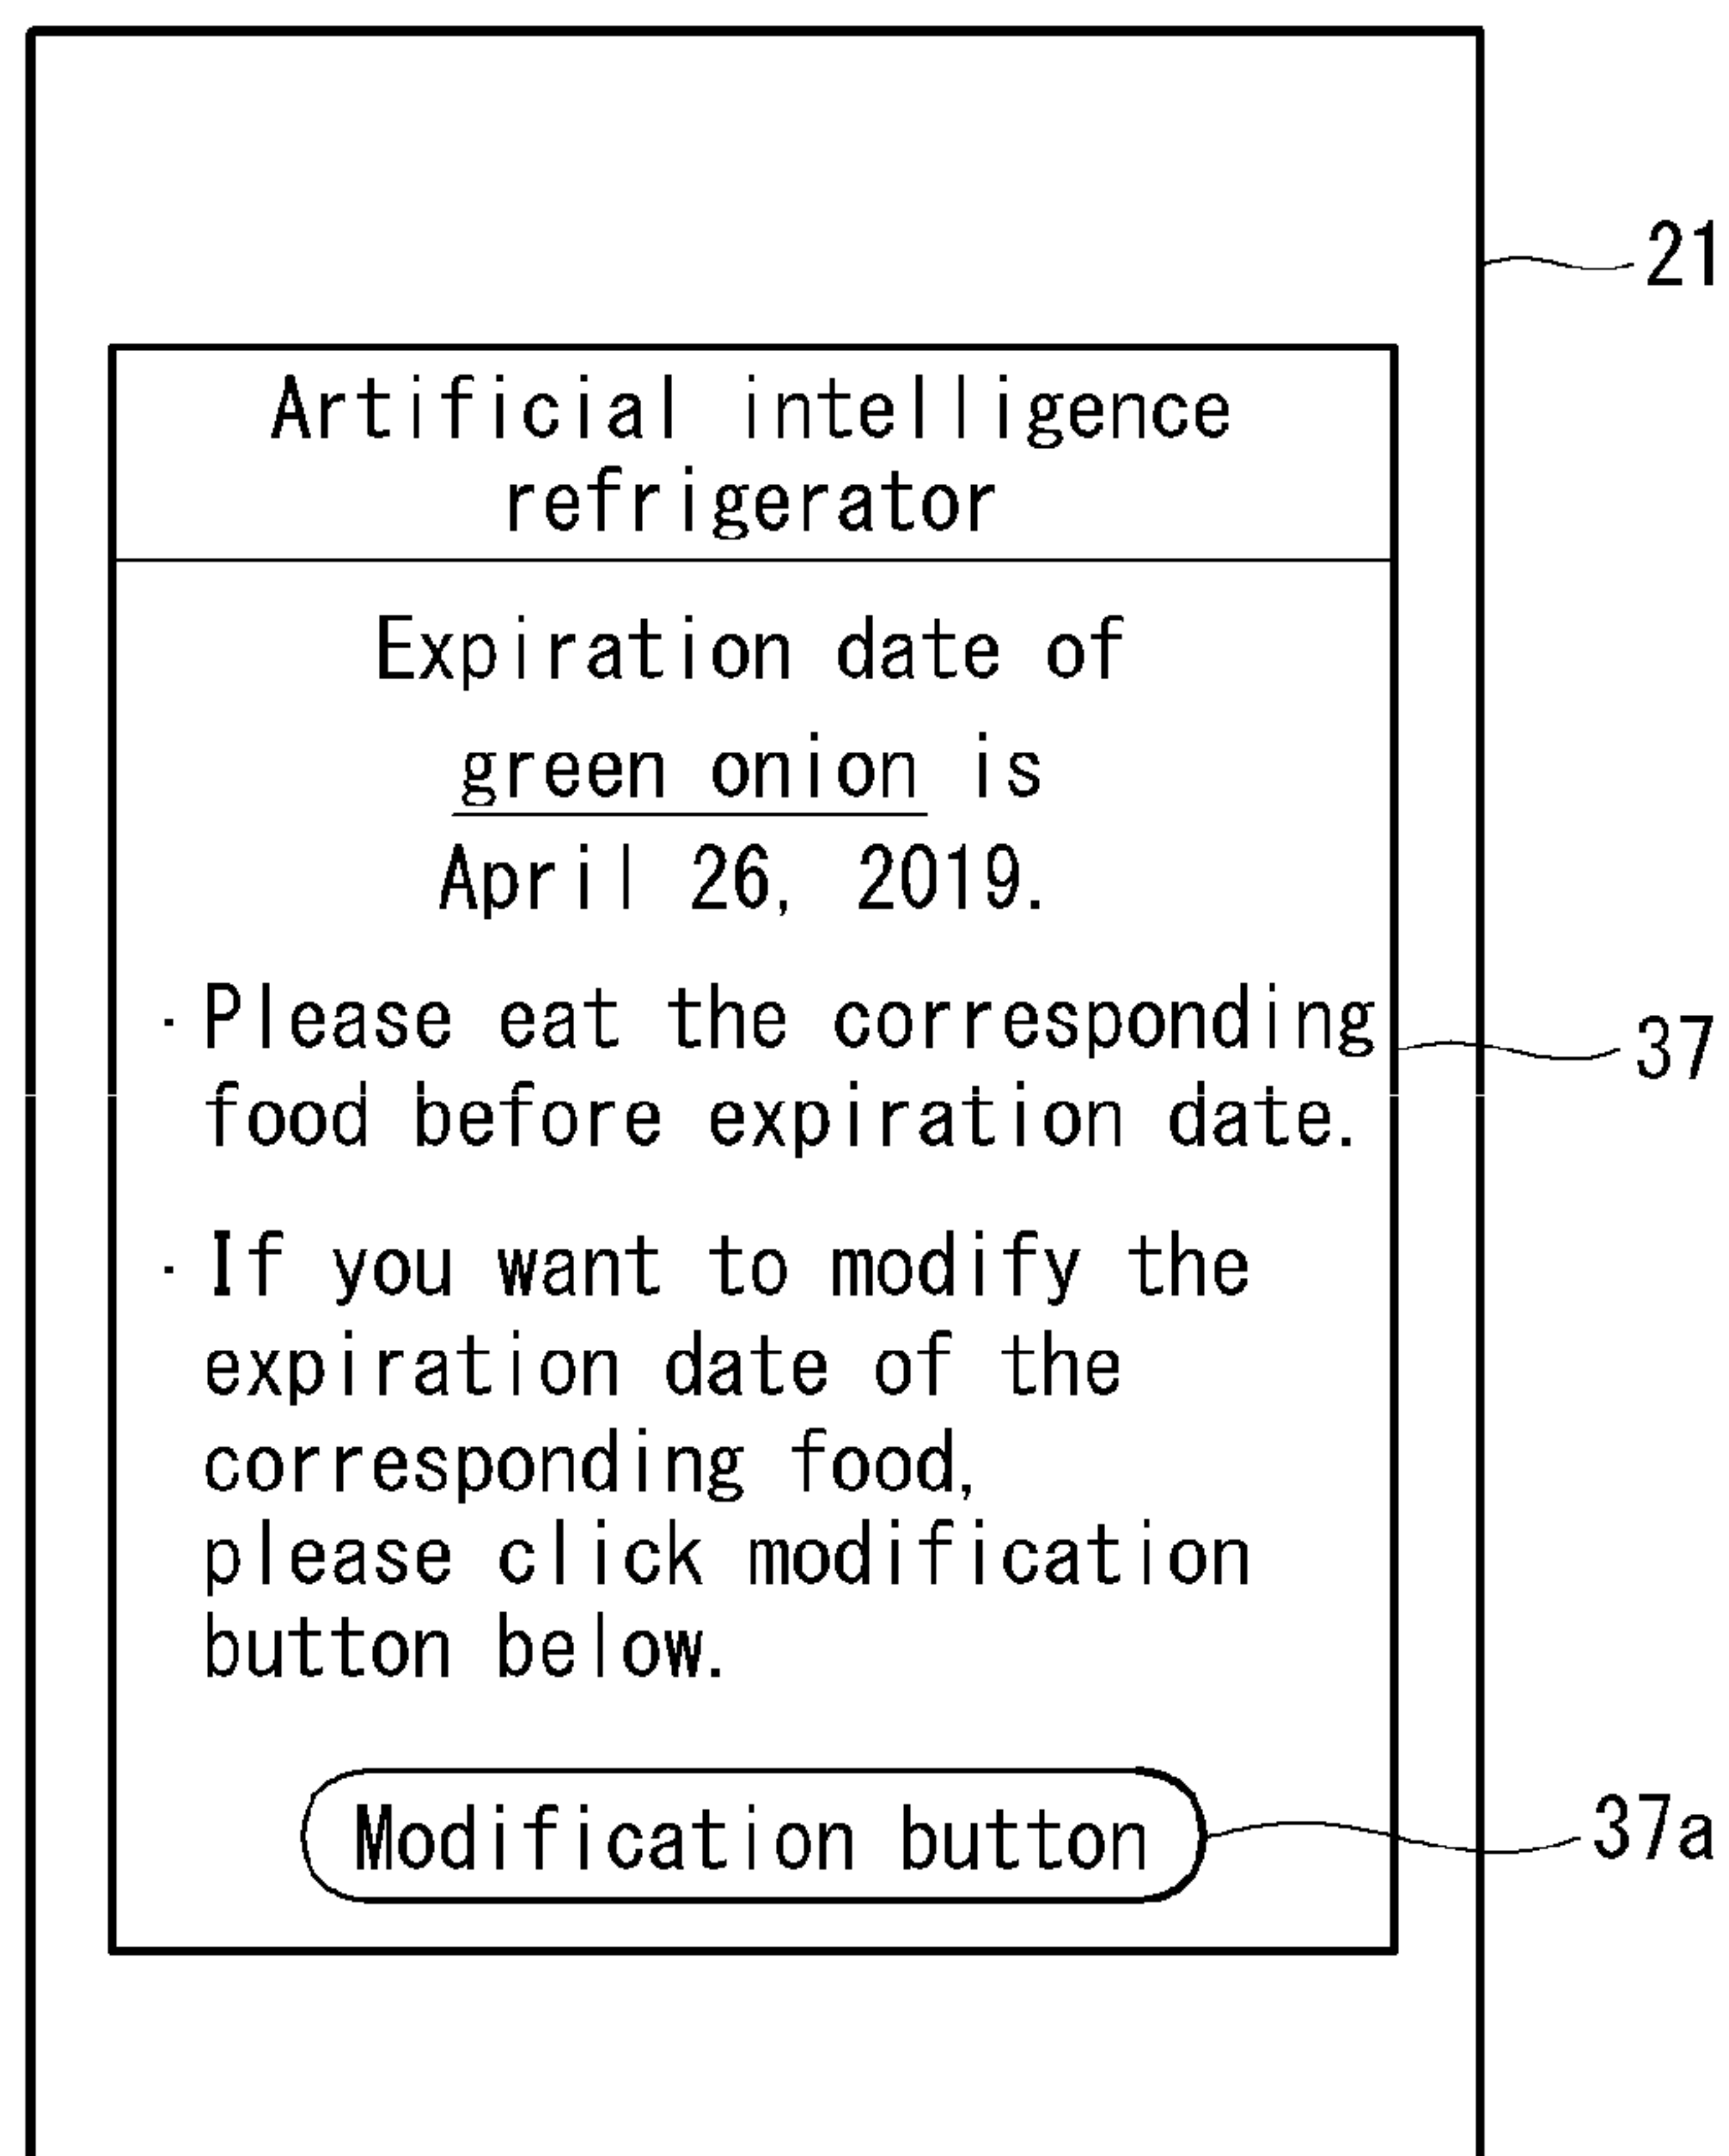 21
Artificial intelligence
refrigerator
Expiration date of
green onion is
April 26, 2019.
· Please eat the corresponding
food before expiration date.
37
· If you want to modify the
expiration date of the
corresponding food,
please click modification
button below.
Modification button
37a